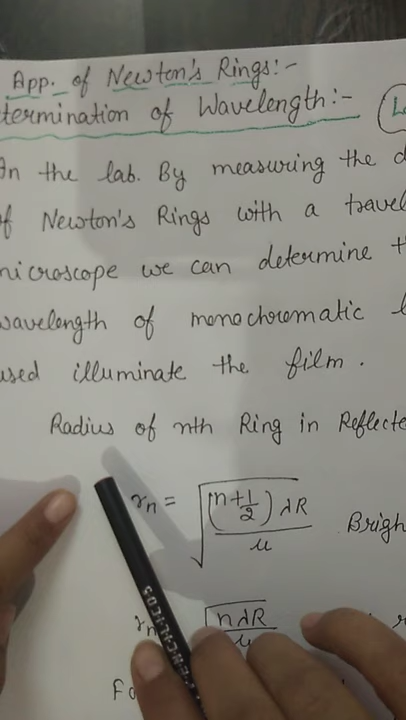 App. of Newton's Rings:-
termination of Wavelength:-
In the lab. By measuring the d
of Newton's Rings with a travel
microscope we can determine th
wavelength of monochromatic l
used illuminate the film.
Radius of nth Ring in Reflecte
rn = √((n+1/2)λR/μ) Brigh
rn √(nλR/μ
Fo